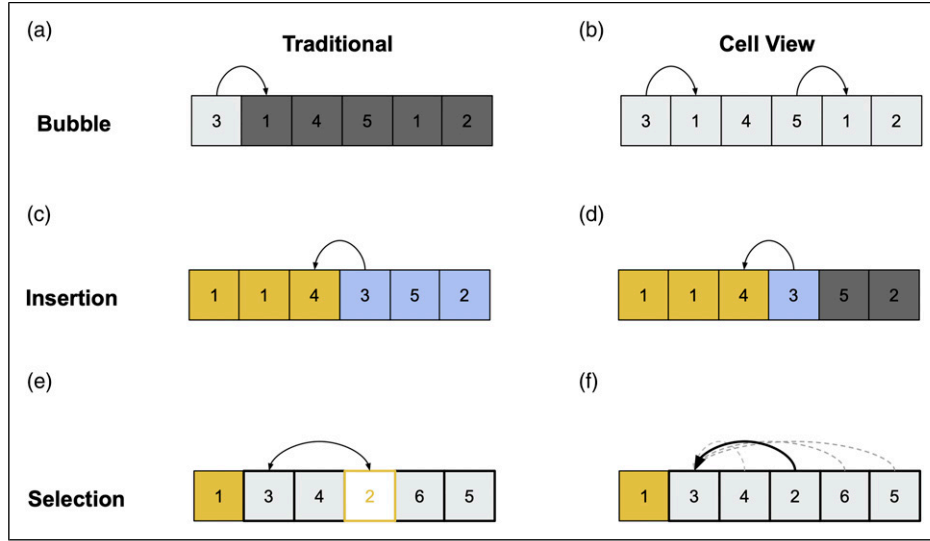 (a)
Traditional
(b)
Cell View
Bubble
3 1 4 5 1 2
3 1 4 5 1 2
(c)
(d)
Insertion
1 1 4 3 5 2
1 1 4 3 5 2
(e)
(f)
Selection
1 3 4 2 6 5
1 3 4 2 6 5